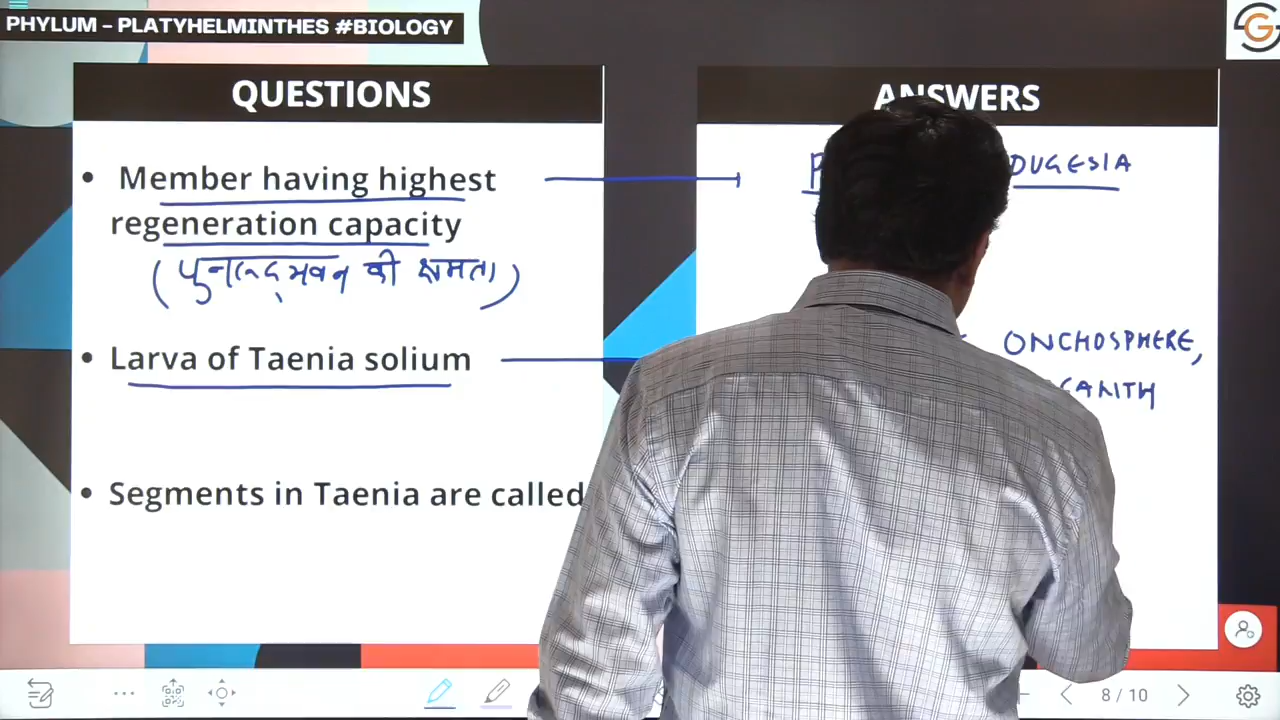 PHYLUM – PLATYHELMINTHES #BIOLOGY
QUESTIONS
ANSWERS
• Member having highest
regeneration capacity
(पुनरुद्भवन की क्षमता)
OUGESIA
• Larva of Taenia solium
ONCHOSPHERE,
• Segments in Taenia are called
8 / 10